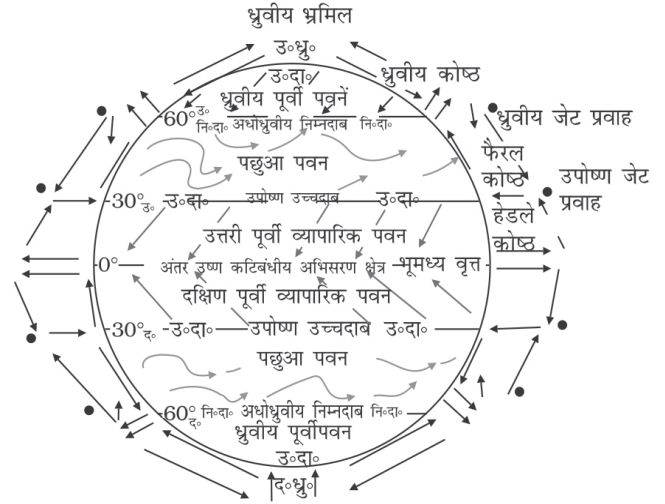 ध्रुवीय भ्रमिल
उ॰ध्रु॰
उ॰दा॰
ध्रुवीय कोष्ठ
ध्रुवीय पूर्वी पवनें
60° उ॰ नि॰दा॰ अधोध्रुवीय निम्नदाब नि॰दा॰
ध्रुवीय जेट प्रवाह
पछुआ पवन
फैरल कोष्ठ
उपोष्ण जेट प्रवाह
30° उ॰ उ॰दा॰ उपोष्ण उच्चदाब उ॰दा॰
हेडले कोष्ठ
उत्तरी पूर्वी व्यापारिक पवन
0° अंतर उष्ण कटिबंधीय अभिसरण क्षेत्र भूमध्य वृत्त
दक्षिण पूर्वी व्यापारिक पवन
30° द॰ उ॰दा॰ उपोष्ण उच्चदाब उ॰दा॰
पछुआ पवन
60° द॰ नि॰दा॰ अधोध्रुवीय निम्नदाब नि॰दा॰
ध्रुवीय पूर्वीपवन
उ॰दा॰
द॰ध्रु॰